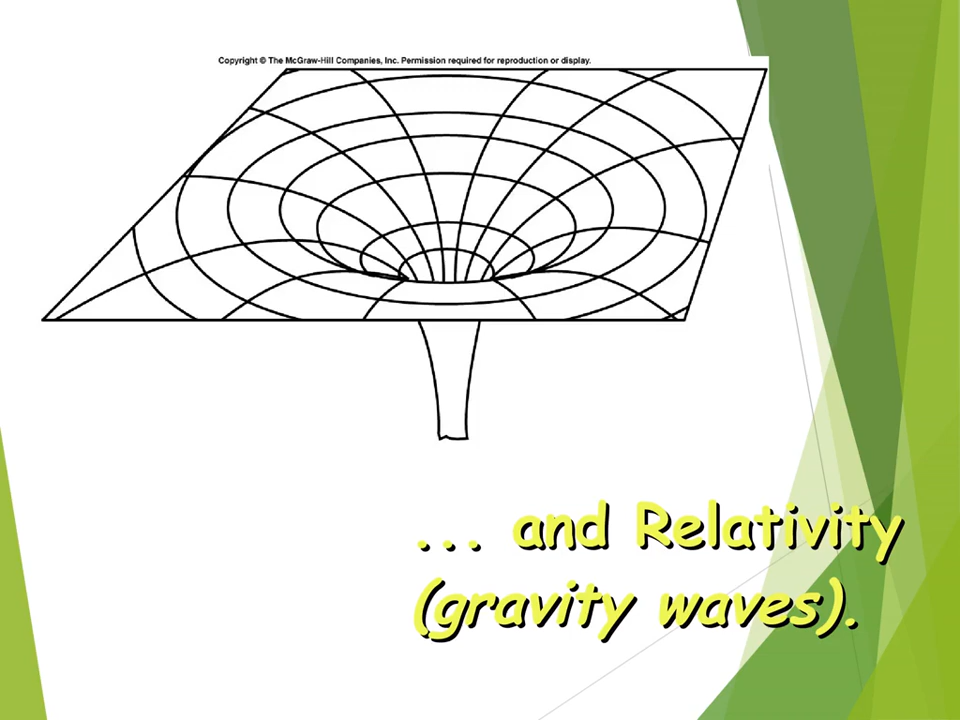 Copyright © The McGraw-Hill Companies, Inc. Permission required for reproduction or display.
... and Relativity
(gravity waves).